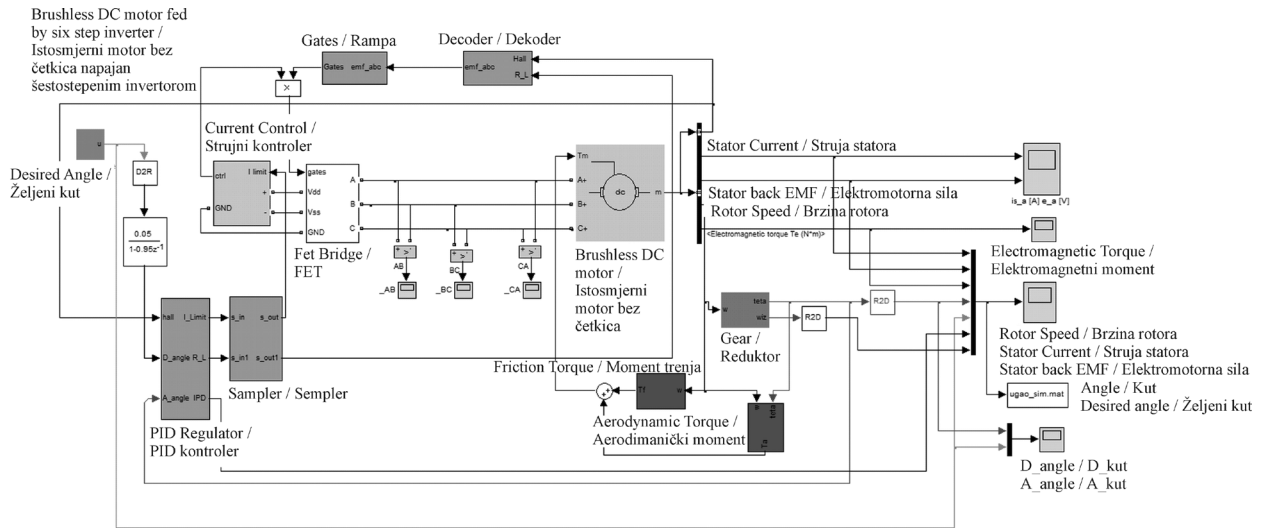 Brushless DC motor fed
by six step inverter /
Istosmjerni motor bez
četkica napajan
šestostepenim invertorom
Gates / Rampa
Decoder / Dekoder
Gates
emf_abc
emf_abc
Hall
R_L
×
u
Desired Angle /
Željeni kut
D2R
0.05
1-0.95z⁻¹
Current Control /
Strujni kontroler
ctrl
I limit
+
-
GND
gates
Vdd
Vss
GND
A
B
C
Fet Bridge /
FET
+ -
AB
_AB
+ -
BC
_BC
+ -
CA
_CA
Tm
A+
B+
C+
dc
m
Brushless DC
motor /
Istosmjerni
motor bez
četkica
Stator Current / Struja statora
Stator back EMF / Elektromotorna sila
Rotor Speed / Brzina rotora
<Electromagnetic torque Te (N*m)>
is_a [A] e_a [V]
Electromagnetic Torque /
Elektromagnetni moment
hall
I_Limit
D_angle
R_L
A_angle
IPD
PID Regulator /
PID kontroler
s_in
s_out
s_in1
s_out1
Sampler / Sempler
w
teta
wiz
Gear /
Reduktor
R2D
R2D
Friction Torque / Moment trenja
Tf
w
Aerodynamic Torque /
Aerodimanički moment
teta
Ta
Rotor Speed / Brzina rotora
Stator Current / Struja statora
Stator back EMF / Elektromotorna sila
Angle / Kut
Desired angle / Željeni kut
ugao_sim.mat
D_angle / D_kut
A_angle / A_kut